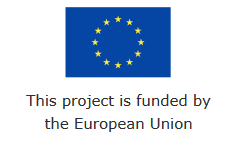 This project is funded by
the European Union